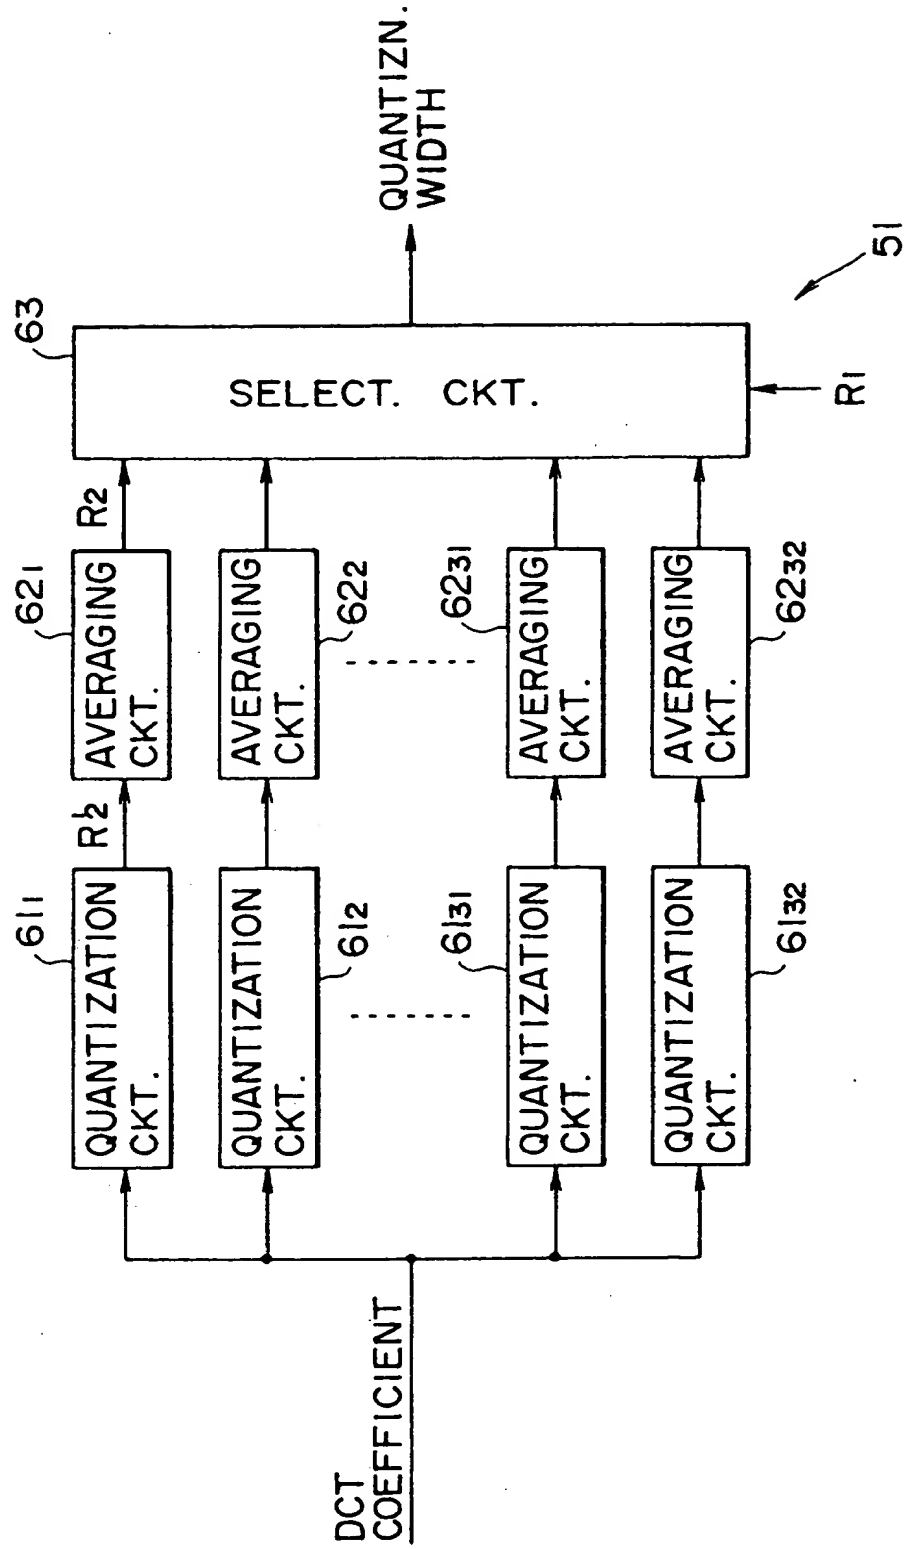 DCT
COEFFICIENT
611
QUANTIZATION
CKT.
R'2
621
AVERAGING
CKT.
R2
612
QUANTIZATION
CKT.
622
AVERAGING
CKT.
6131
QUANTIZATION
CKT.
6231
AVERAGING
CKT.
6132
QUANTIZATION
CKT.
6232
AVERAGING
CKT.
63
SELECT. CKT.
R1
QUANTIZN.
WIDTH
51